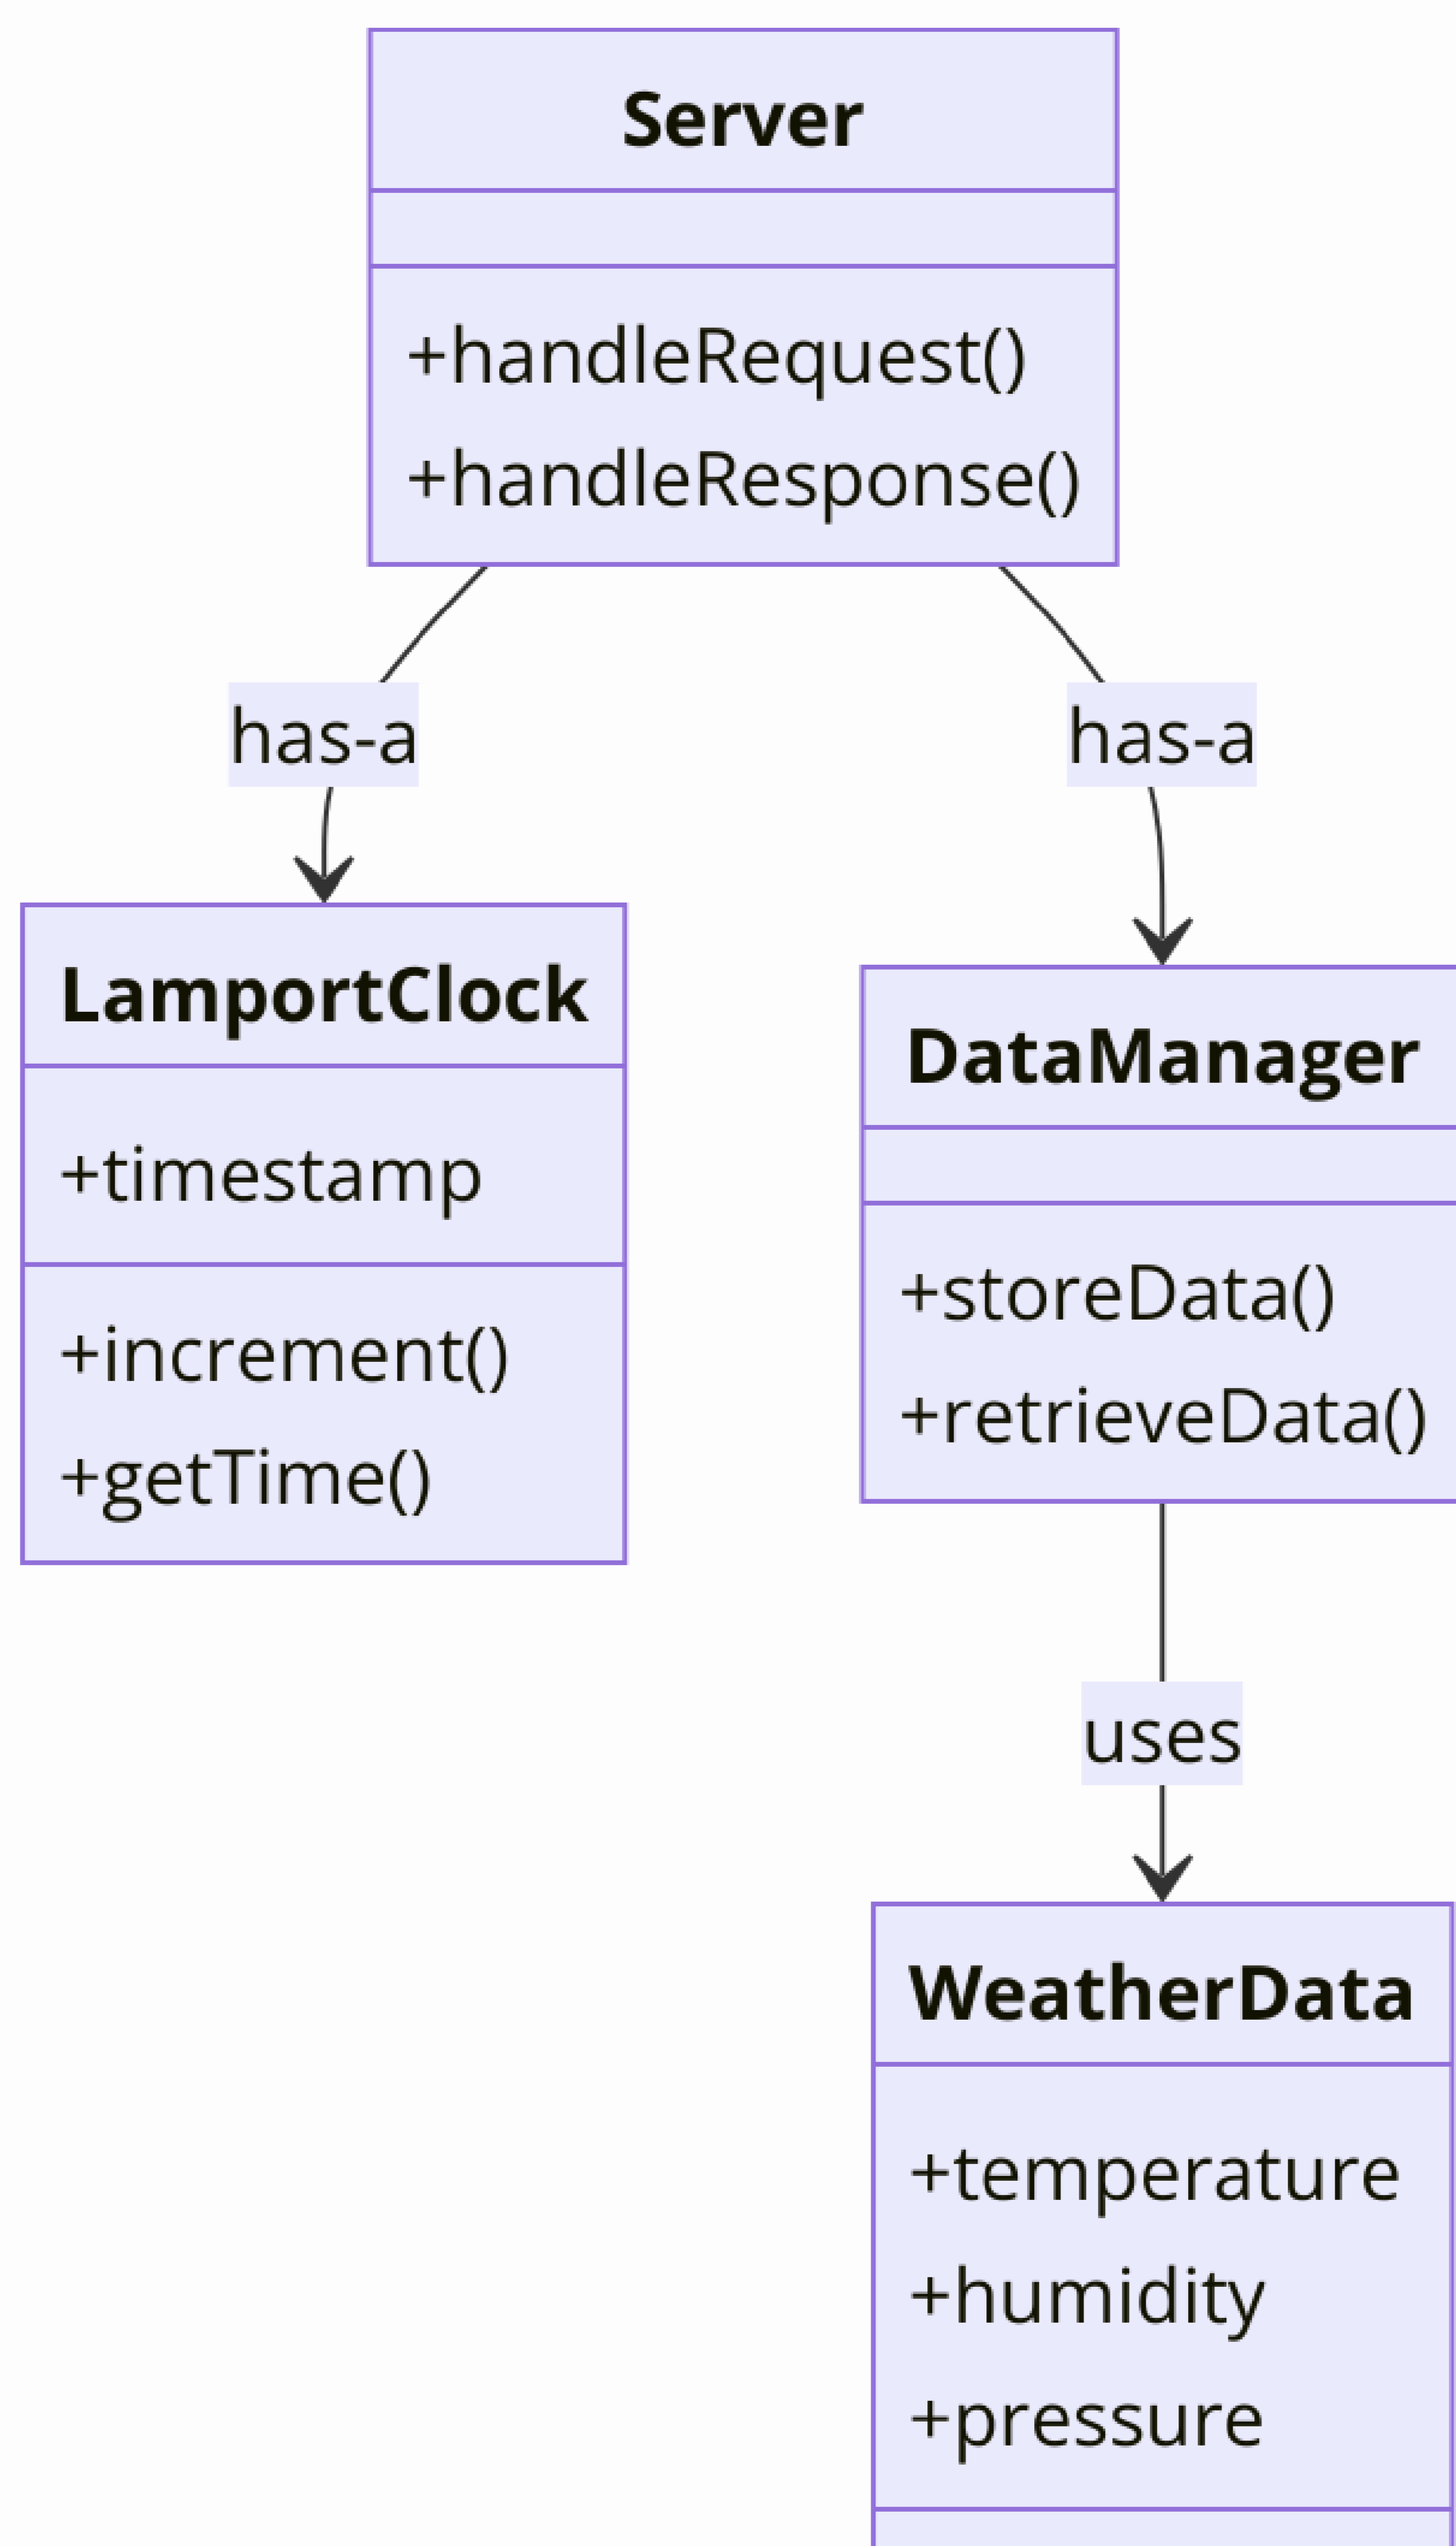 Server
+handleRequest()
+handleResponse()
has-a
has-a
LamportClock
+timestamp
+increment()
+getTime()
DataManager
+storeData()
+retrieveData()
uses
WeatherData
+temperature
+humidity
+pressure